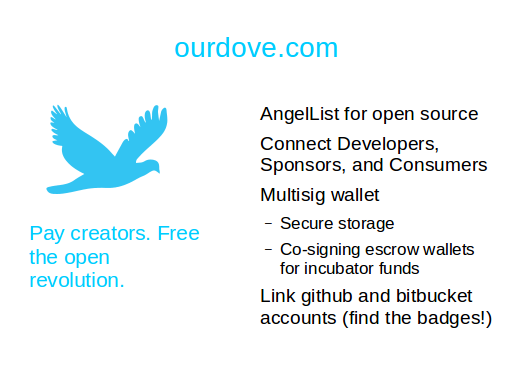 ourdove.com
Pay creators. Free
the open
revolution.
AngelList for open source
Connect Developers,
Sponsors, and Consumers
Multisig wallet
– Secure storage
– Co-signing escrow wallets
for incubator funds
Link github and bitbucket
accounts (find the badges!)